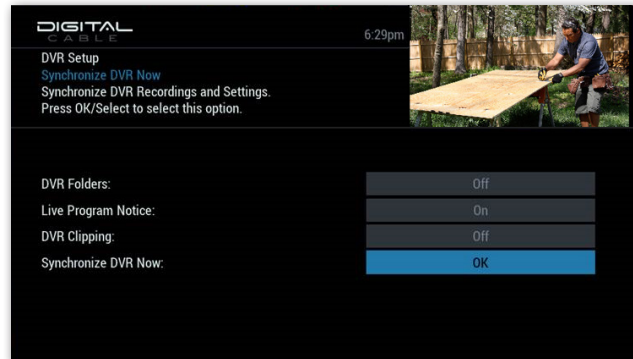 DIGITAL
CABLE
6:29pm
DVR Setup
Synchronize DVR Now
Synchronize DVR Recordings and Settings.
Press OK/Select to select this option.
DVR Folders: Off
Live Program Notice: On
DVR Clipping: Off
Synchronize DVR Now: OK